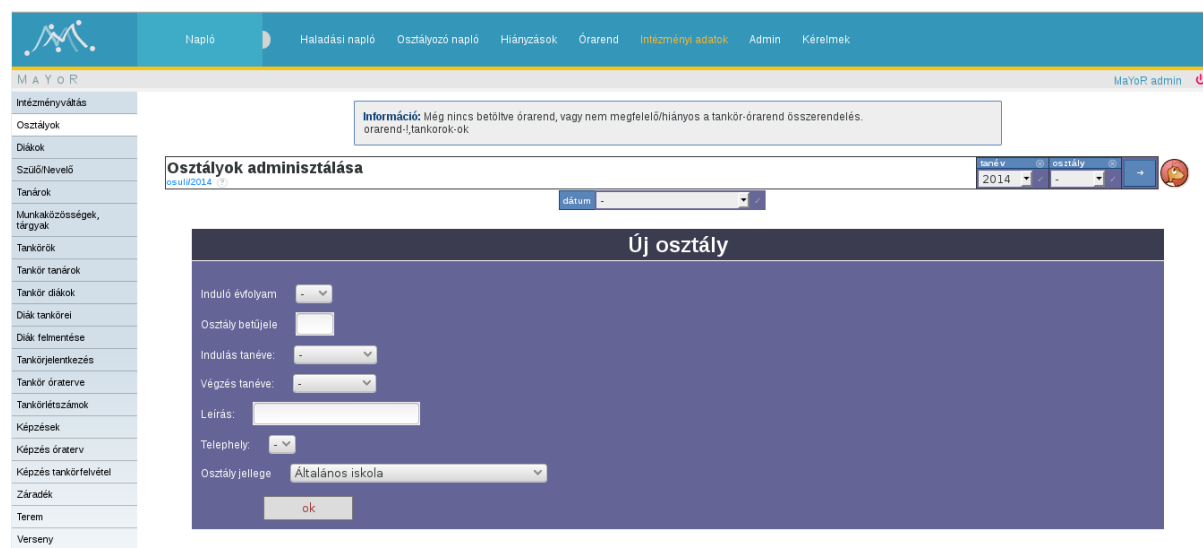 Napló Haladási napló Osztályozó napló Hiányzások Órarend Intézményi adatok Admin Kérelmek
MAYoR MaYoR admin
Intézményváltás
Osztályok
Diákok
Szülő/Nevelő
Tanárok
Munkaközösségek,
tárgyak
Tankörök
Tankör tanárok
Tankör diákok
Diák tankörei
Diák felmentése
Tankörjelentkezés
Tankör óraterve
Tankörlétszámok
Képzések
Képzés óraterv
Képzés tankörfelvétel
Záradék
Terem
Verseny
Információ: Még nincs betöltve órarend, vagy nem megfelelő/hiányos a tankör-órarend összerendelés.
orarend-!,tankorok-ok
Osztályok adminisztálása
osuli/2014 ?
tanév osztály
2014 -
dátum -
Új osztály
Induló évfolyam -
Osztály betűjele
Indulás tanéve: -
Végzés tanéve: -
Leírás:
Telephely: -
Osztály jellege Általános iskola
ok